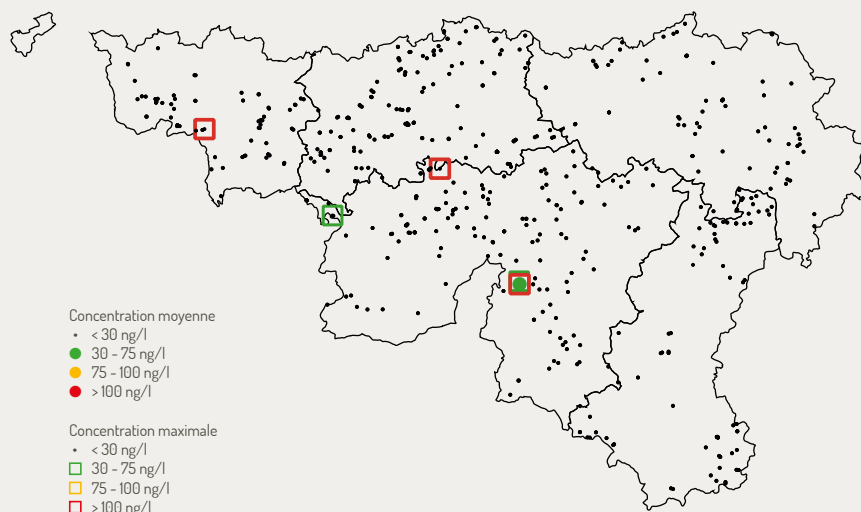 Concentration moyenne
< 30 ng/l
30 - 75 ng/l
75 - 100 ng/l
> 100 ng/l
Concentration maximale
< 30 ng/l
30 - 75 ng/l
75 - 100 ng/l
> 100 ng/l